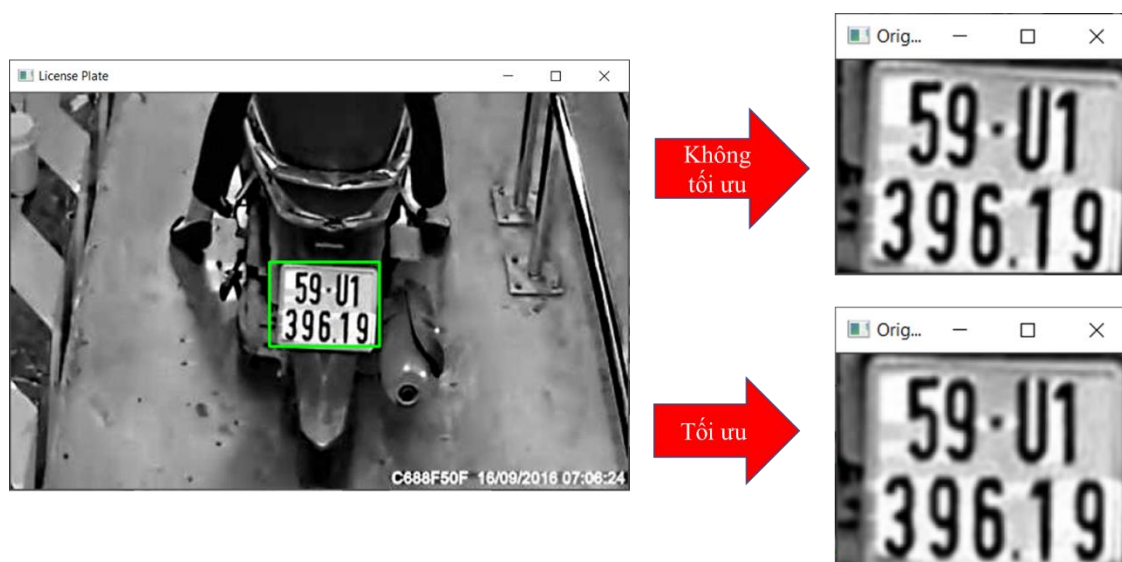 License Plate
59-U1
396.19
C688F50F 16/09/2016 07:06:24
Không
tối ưu
Tối ưu
Orig...
59-U1
396.19
Orig...
59-U1
396.19